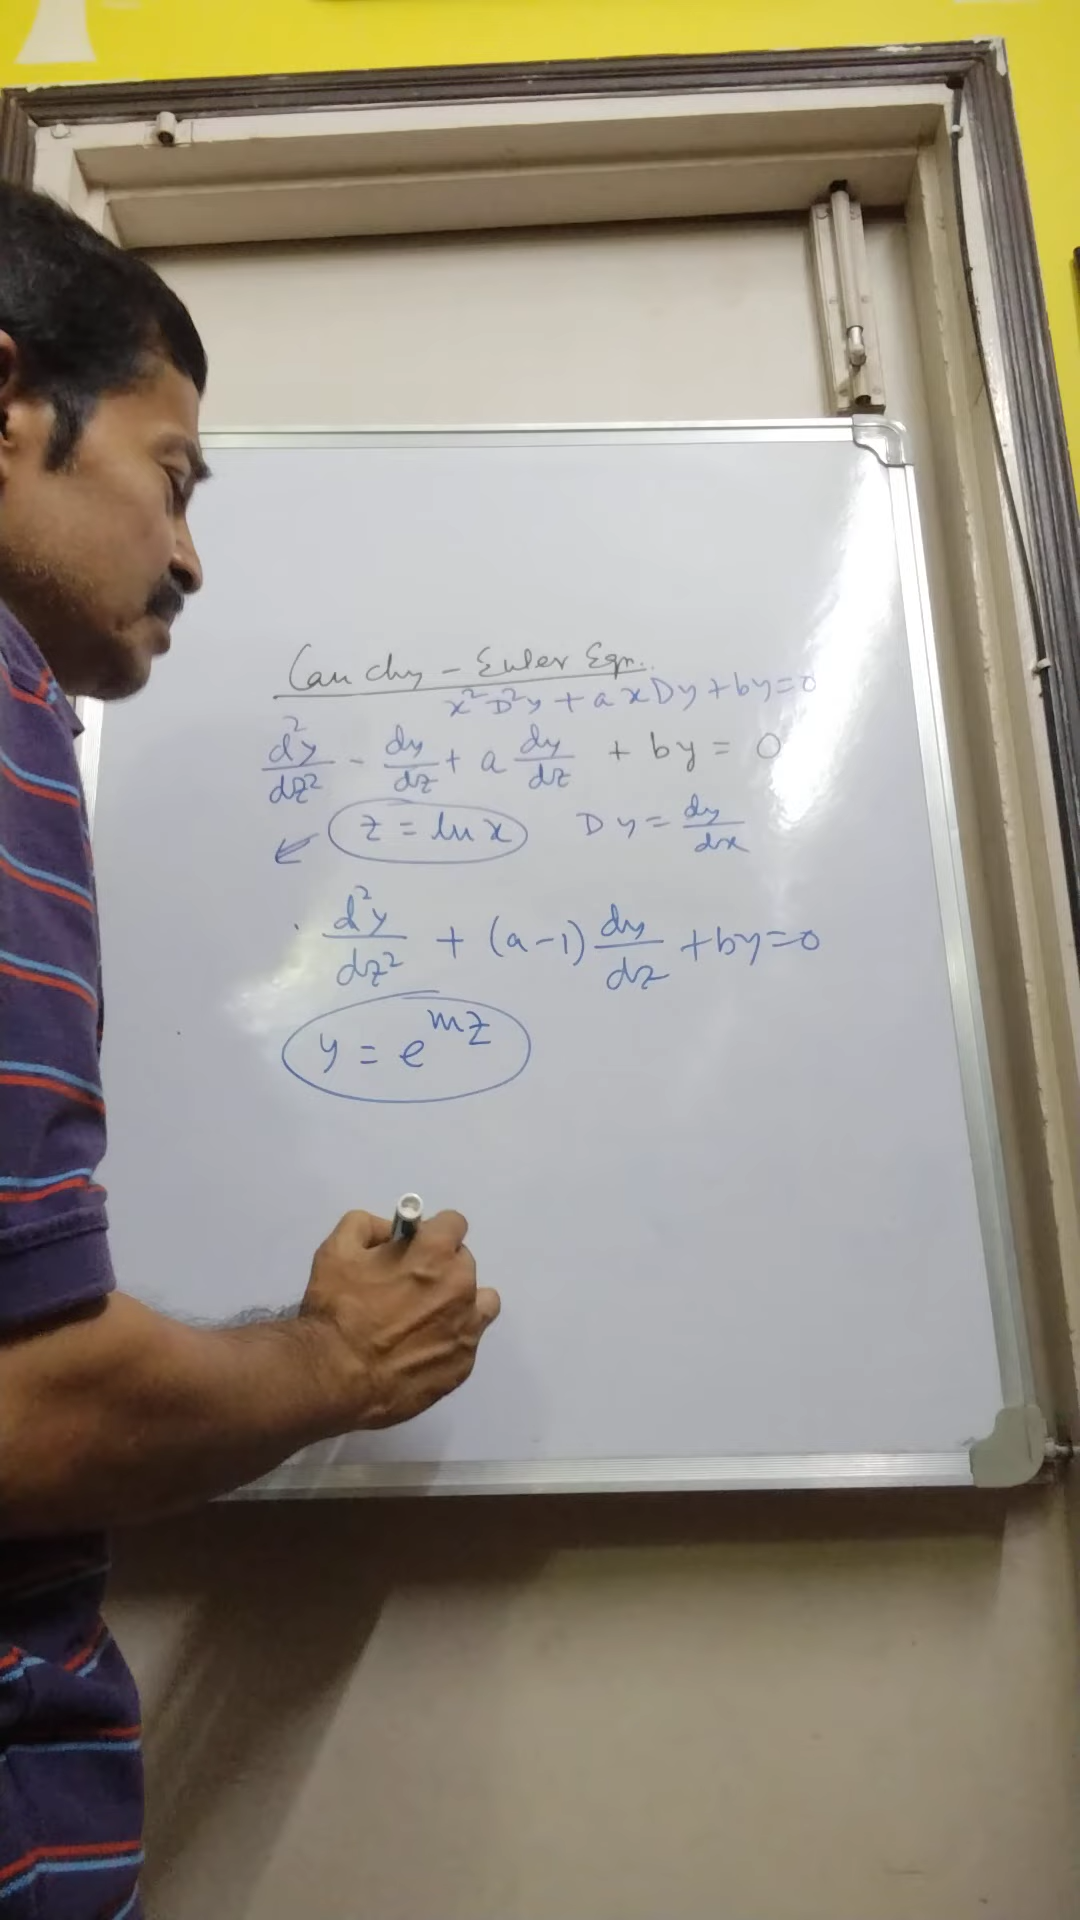 Cauchy - Euler Eqn.
x²D²y + a x Dy + by = 0
d²y/dz² - dy/dz + a dy/dz + by = 0
z = ln x   Dy = dy/dx
d²y/dz² + (a-1) dy/dz + by = 0
y = e^mz